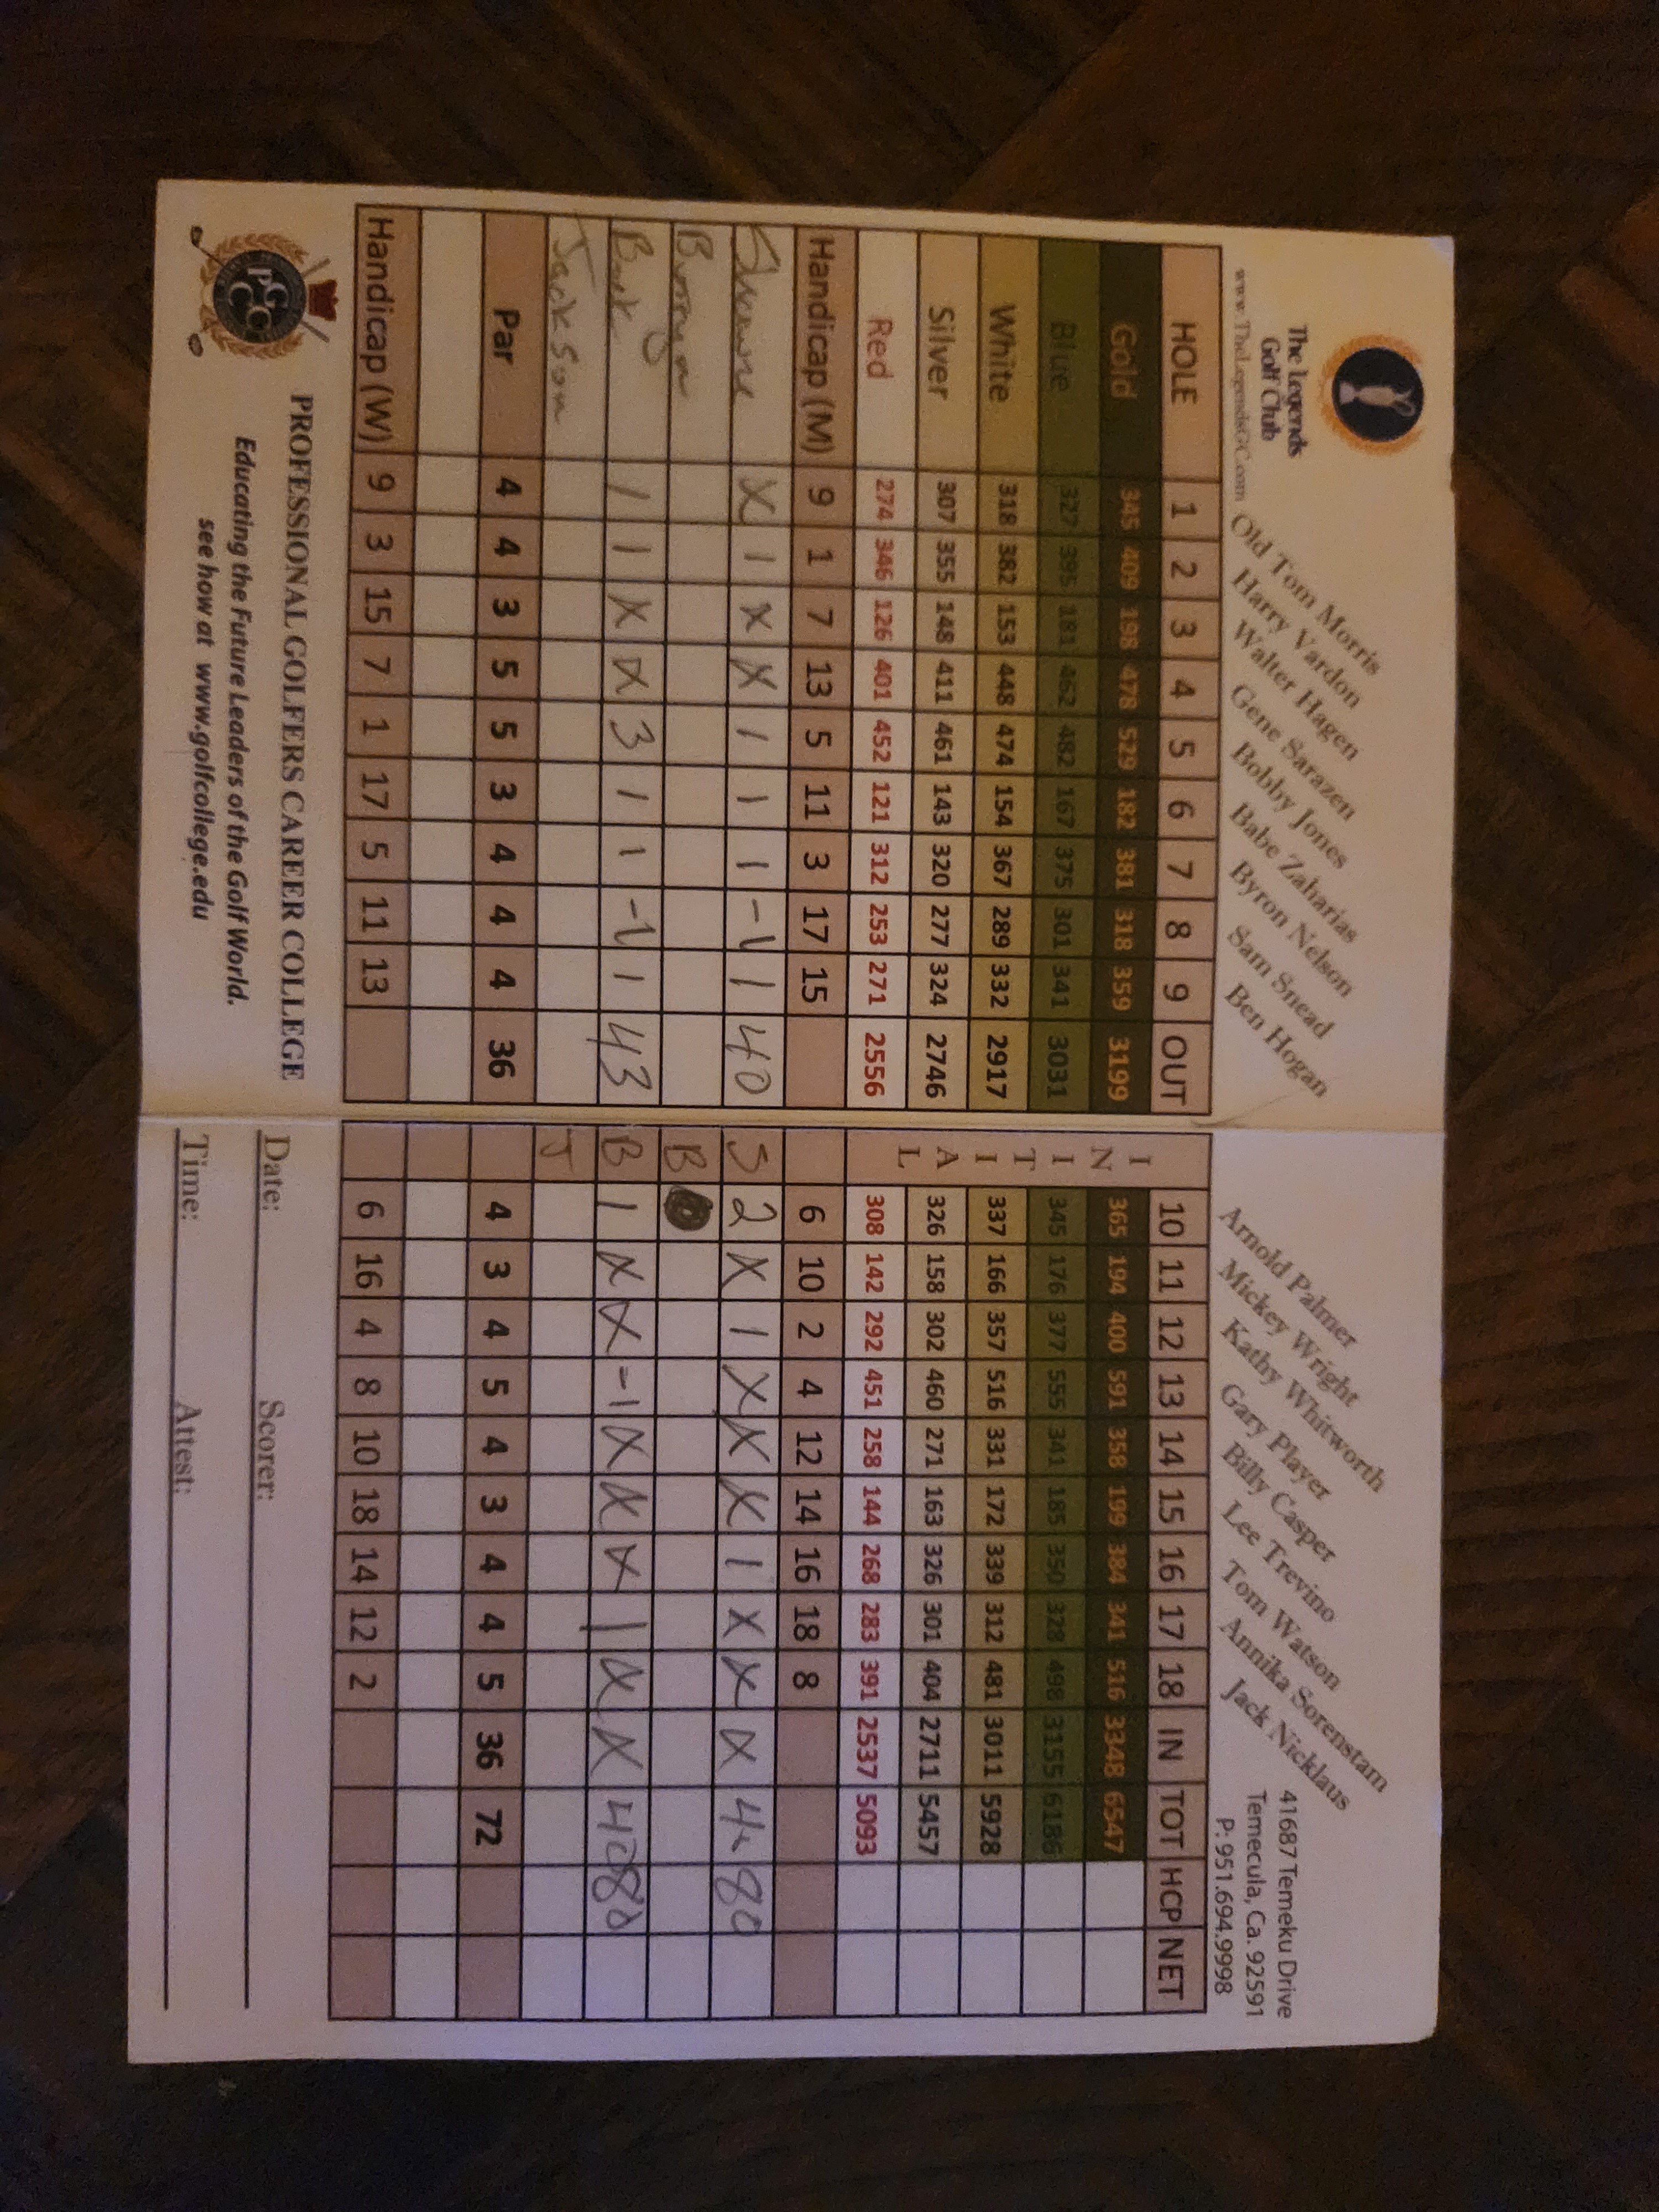 The Legends
Golf Club
www.TheLegendsGC.com
Old Tom Morris
Harry Vardon
Walter Hagen
Gene Sarazen
Bobby Jones
Babe Zaharias
Byron Nelson
Sam Snead
Ben Hogan
HOLE 1 2 3 4 5 6 7 8 9 OUT
Gold 345 409 198 478 529 182 381 318 359 3199
Blue 327 395 181 462 482 167 375 301 341 3031
White 318 382 153 448 474 154 367 289 332 2917
Silver 307 355 148 411 461 143 320 277 324 2746
Red 274 346 126 401 452 121 312 253 271 2556
Handicap (M) 9 1 7 13 5 11 3 17 15
X 1 X X 1 1 1 -1 1 40
1 1 X X 3 1 1 -1 1 43
Jackson
Par 4 4 3 5 5 3 4 4 4 36
Handicap (W) 9 3 15 7 1 17 5 11 13
PGCC
PROFESSIONAL GOLFERS CAREER COLLEGE
Educating the Future Leaders of the Golf World.
see how at www.golfcollege.edu
Arnold Palmer
Mickey Wright
Kathy Whitworth
Gary Player
Billy Casper
Lee Trevino
Tom Watson
Annika Sorenstam
Jack Nicklaus
41687 Temeku Drive
Temecula, Ca. 92591
P: 951.694.9998
INITIAL
10 11 12 13 14 15 16 17 18 IN TOT HCP NET
365 194 400 591 358 199 384 341 516 3348 6547
345 176 377 555 341 185 350 328 498 3155 6186
337 166 357 516 331 172 339 312 481 3011 5928
326 158 302 460 271 163 326 301 404 2711 5457
308 142 292 451 258 144 268 283 391 2537 5093
6 10 2 4 12 14 16 18 8
S 2 X 1 X X X 1 X X X 80
B
B 1 X X -1 X X X 1 X X 40 80
J
4 3 4 5 4 3 4 4 5 36 72
6 16 4 8 10 18 14 12 2
Date: Scorer:
Time: Attest: